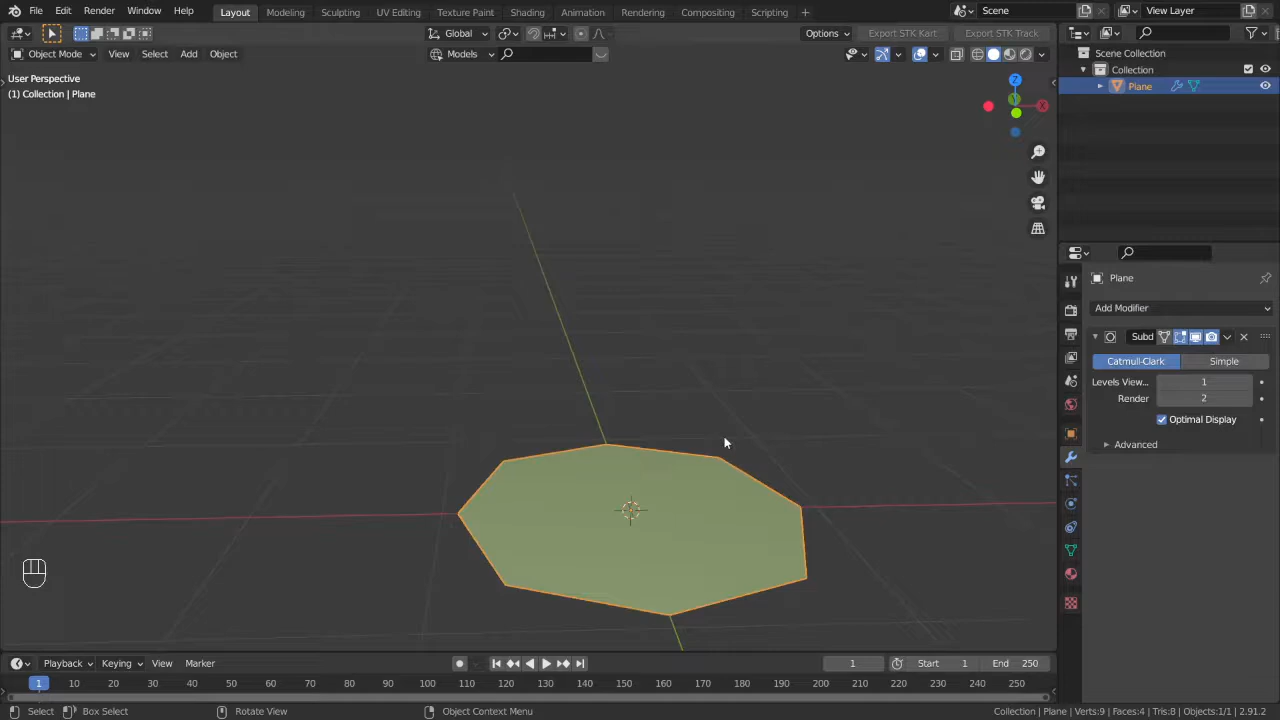 File Edit Render Window Help Layout Modeling Sculpting UV Editing Texture Paint Shading Animation Rendering Compositing Scripting + Scene View Layer
Global Options Export STK Kart Export STK Track
Object Mode View Select Add Object Models
User Perspective
(1) Collection | Plane
Z
Y
X
Scene Collection
Collection
Plane
Plane
Add Modifier
Subd
Catmull-Clark Simple
Levels View... 1
Render 2
Optimal Display
Advanced
Playback Keying View Marker 1 Start 1 End 250
1 10 20 30 40 50 60 70 80 90 100 110 120 130 140 150 160 170 180 190 200 210 220 230 240 250
Select Box Select Rotate View Object Context Menu Collection | Plane | Verts:9 | Faces:4 | Tris:8 | Objects:1/1 | 2.91.2